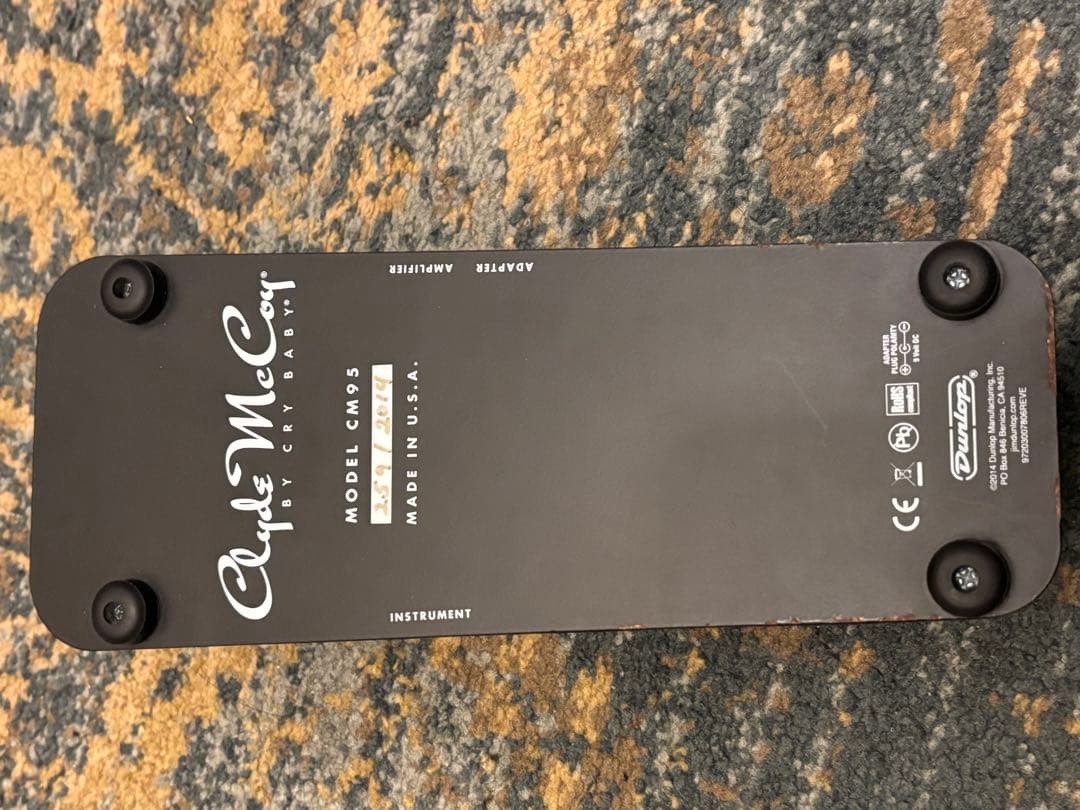 Clyde McCoy®
BY CRY BABY®
MODEL CM95
259/2014
MADE IN U.S.A.
AMPLIFIER
ADAPTER
INSTRUMENT
ADAPTER
PLUG POLARITY
9 Volt DC
CE
Pb
RoHS
compliant
Dunlop®
©2014 Dunlop Manufacturing, Inc.
PO Box 846 Benicia, CA 94510
jimdunlop.com
97203007806REVE